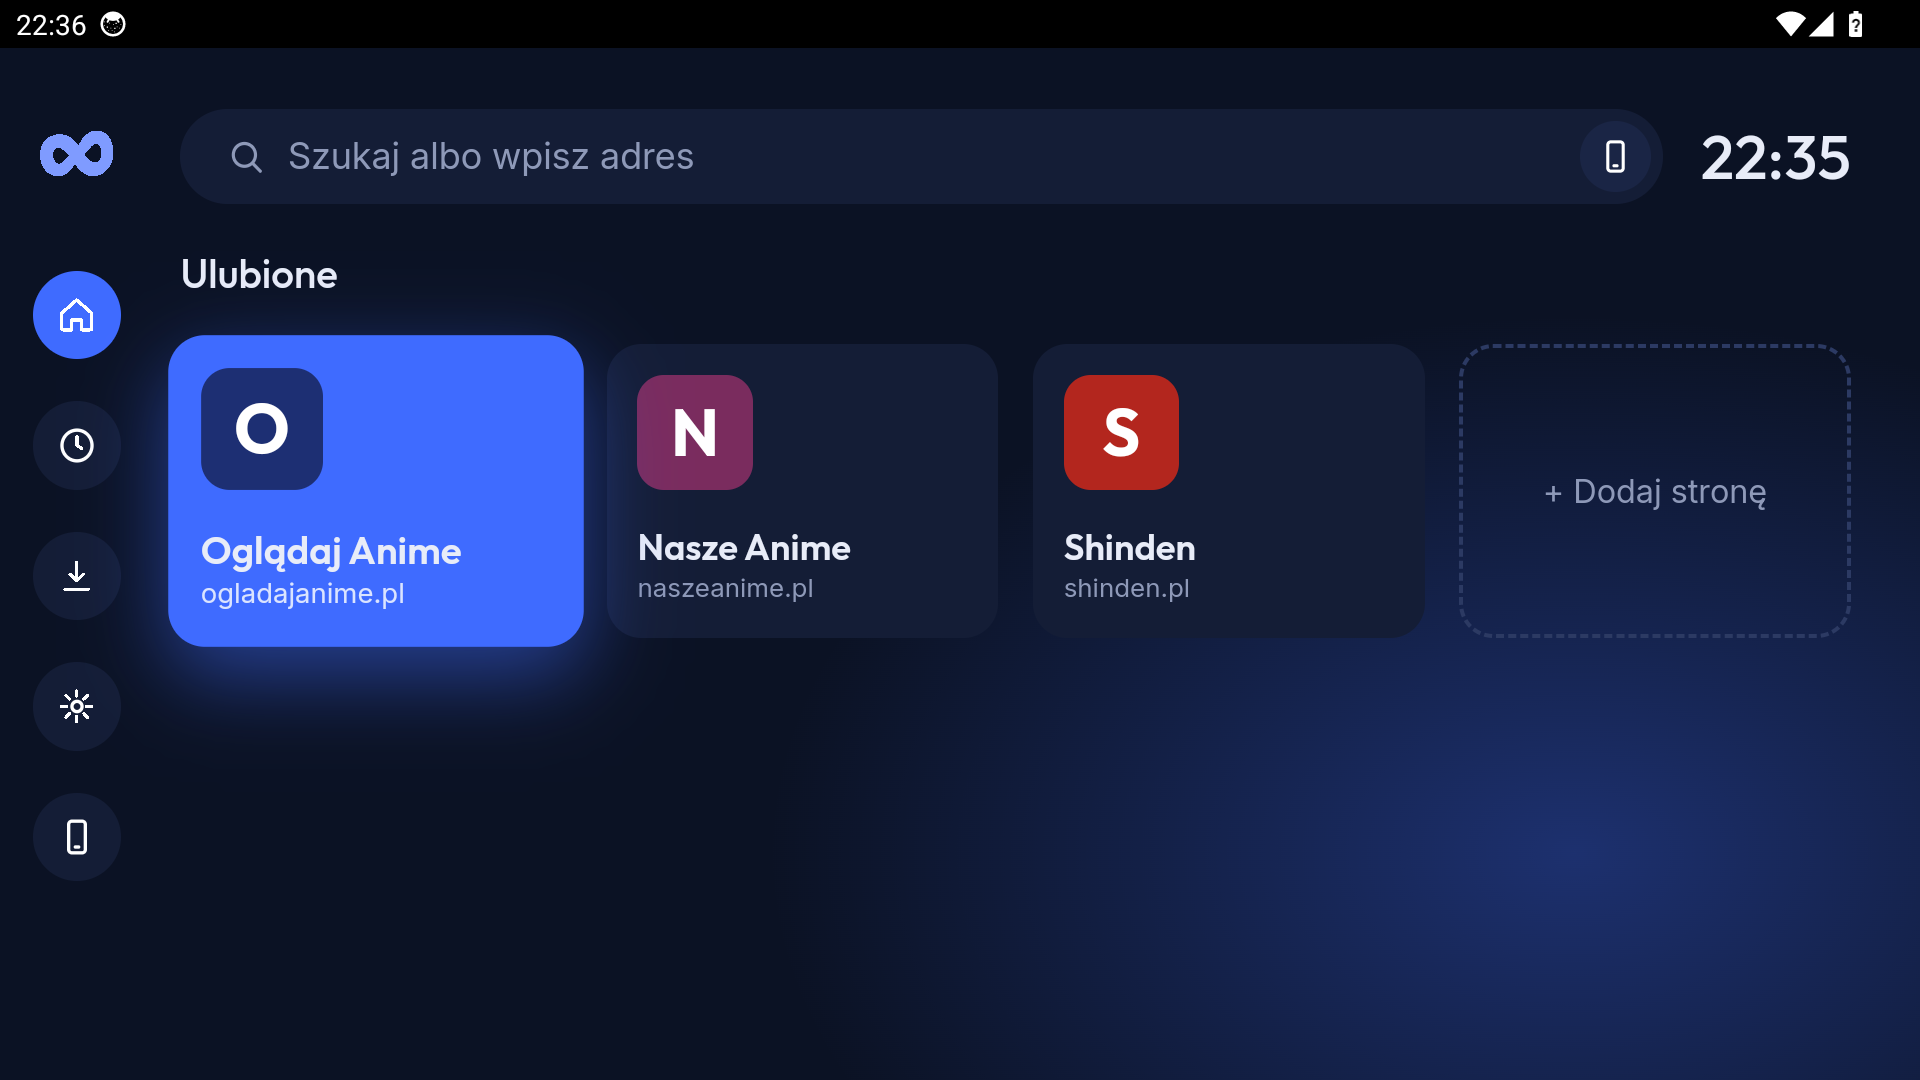 22:36
Szukaj albo wpisz adres
22:35
Ulubione
O
N
S
+ Dodaj stronę
Oglądaj Anime
ogladajanime.pl
Nasze Anime
naszeanime.pl
Shinden
shinden.pl